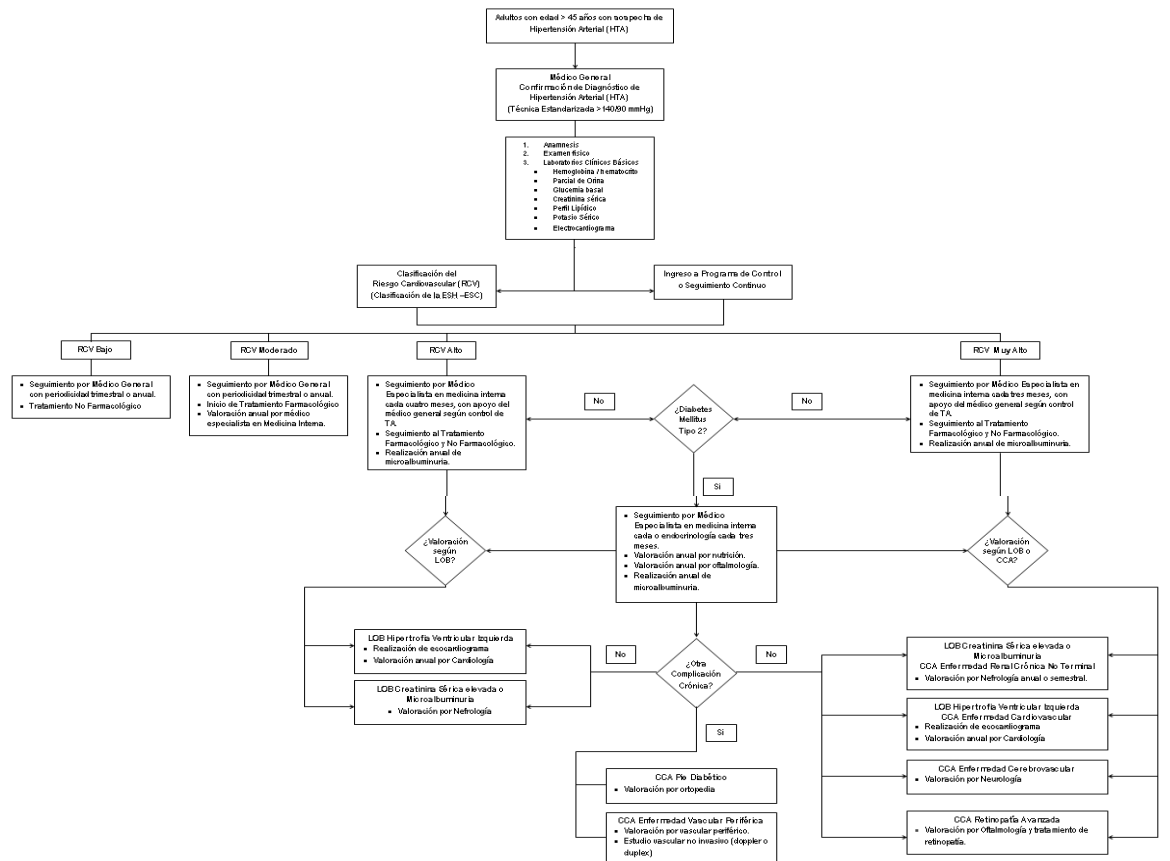 Adultos con edad > 45 años con sospecha de
Hipertensión Arterial (HTA)
Médico General
Confirmación de Diagnóstico de
Hipertensión Arterial (HTA)
(Técnica Estandarizada >140/90 mmHg)
1. Anamnesis
2. Examen físico
3. Laboratorios Clínicos Básicos
▪ Hemoglobina / hematocrito
▪ Parcial de Orina
▪ Glucemia basal
▪ Creatinina sérica
▪ Perfil Lipídico
▪ Potasio Sérico
▪ Electrocardiograma
Clasificación del
Riesgo Cardiovascular (RCV)
(Clasificación de la ESH –ESC)
Ingreso a Programa de Control
o Seguimiento Continuo
RCV Bajo
RCV Moderado
RCV Alto
RCV Muy Alto
▪ Seguimiento por Médico General
con periodicidad trimestral o anual.
▪ Tratamiento No Farmacológico
▪ Seguimiento por Médico General
con periodicidad trimestral o anual.
▪ Inicio de Tratamiento Farmacológico
▪ Valoración anual por médico
especialista en Medicina Interna.
▪ Seguimiento por Médico
Especialista en medicina interna
cada cuatro meses, con apoyo del
médico general según control de
TA.
▪ Seguimiento al Tratamiento
Farmacológico y No Farmacológico.
▪ Realización anual de
microalbuminuria.
No
¿Diabetes
Mellitus
Tipo 2?
No
▪ Seguimiento por Médico Especialista en
medicina interna cada tres meses, con
apoyo del médico general según control
de TA.
▪ Seguimiento al Tratamiento
Farmacológico y No Farmacológico.
▪ Realización anual de microalbuminuria.
Si
¿Valoración
según
LOB?
▪ Seguimiento por Médico
Especialista en medicina interna
cada o endocrinología cada tres
meses.
▪ Valoración anual por nutrición.
▪ Valoración anual por oftalmología.
▪ Realización anual de
microalbuminuria.
¿Valoración
según LOB o
CCA?
LOB Hipertrofia Ventricular Izquierda
▪ Realización de ecocardiograma
▪ Valoración anual por Cardiología
LOB Creatinina Sérica elevada o
Microalbuminuria
▪ Valoración por Nefrología
No
¿Otra
Complicación
Crónica?
No
Si
LOB Creatinina Sérica elevada o
Microalbuminuria
CCA Enfermedad Renal Crónica No Terminal
▪ Valoración por Nefrología anual o semestral.
LOB Hipertrofia Ventricular Izquierda
CCA Enfermedad Cardiovascular
▪ Realización de ecocardiograma
▪ Valoración anual por Cardiología
CCA Enfermedad Cerebrovascular
▪ Valoración por Neurología
CCA Retinopatía Avanzada
▪ Valoración por Oftalmología y tratamiento de
retinopatía.
CCA Pie Diabético
▪ Valoración por ortopedia
CCA Enfermedad Vascular Periférica
▪ Valoración por vascular periférico.
▪ Estudio vascular no invasivo (doppler o
duplex)